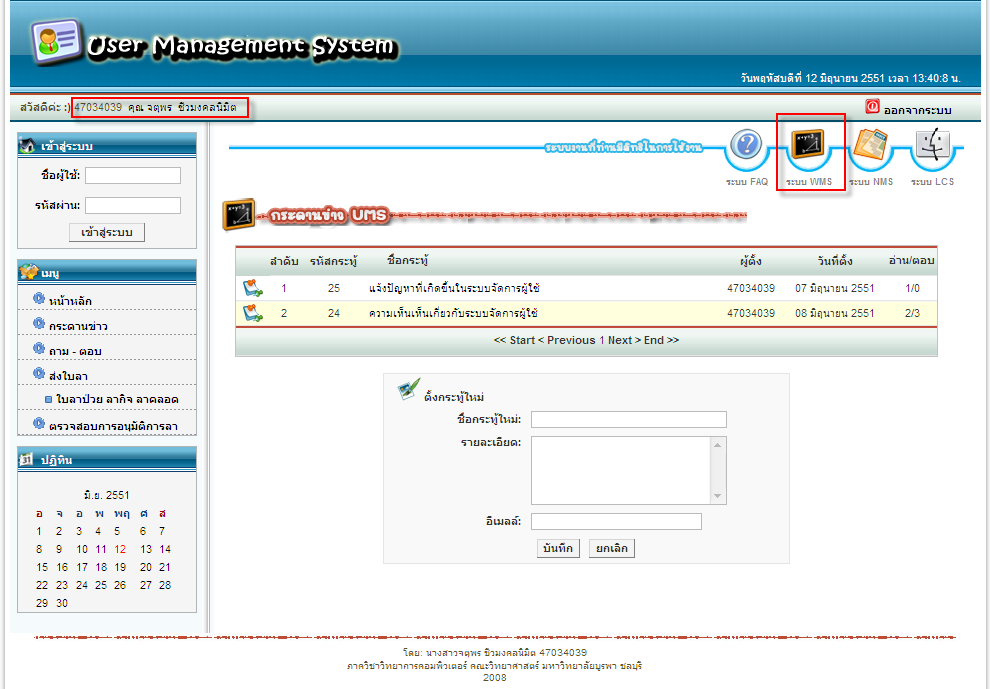 User Management System
วันพฤหัสบดีที่ 12 มิถุนายน 2551 เวลา 13:40:8 น.
สวัสดีค่ะ :) 47034039 คุณ จตุพร ชิวมงคลนิมิต
ออกจากระบบ
เข้าสู่ระบบ
ชื่อผู้ใช้:
รหัสผ่าน:
เข้าสู่ระบบ
เมนู
หน้าหลัก
กระดานข่าว
ถาม - ตอบ
ส่งใบลา
ใบลาป่วย ลากิจ ลาคลอด
ตรวจสอบการอนุมัติการลา
ปฏิทิน
มิ.ย. 2551
อ จ อ พ พฤ ศ ส
1 2 3 4 5 6 7
8 9 10 11 12 13 14
15 16 17 18 19 20 21
22 23 24 25 26 27 28
29 30
ระบบงานที่ท่านมีสิทธิในการใช้งาน
ระบบ FAQ ระบบ WMS ระบบ NMS ระบบ LCS
กระดานข่าว UMS
ลำดับ รหัสกระทู้ ชื่อกระทู้ ผู้ตั้ง วันที่ตั้ง อ่าน/ตอบ
1 25 แจ้งปัญหาที่เกิดขึ้นในระบบจัดการผู้ใช้ 47034039 07 มิถุนายน 2551 1/0
2 24 ความเห็นเห็นเกี่ยวกับระบบจัดการผู้ใช้ 47034039 08 มิถุนายน 2551 2/3
<< Start < Previous 1 Next > End >>
ตั้งกระทู้ใหม่
ชื่อกระทู้ใหม่:
รายละเอียด:
อีเมลล์:
บันทึก ยกเลิก
โดย: นางสาวจตุพร ชิวมงคลนิมิต 47034039
ภาควิชาวิทยาการคอมพิวเตอร์ คณะวิทยาศาสตร์ มหาวิทยาลัยบูรพา ชลบุรี
2008